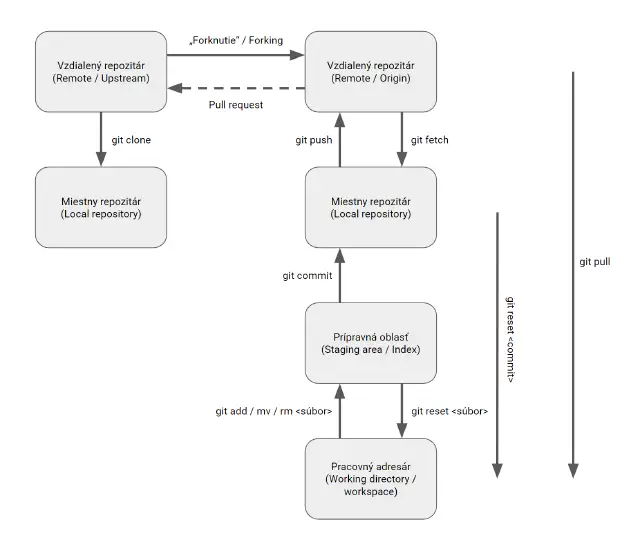 „Forknutie“ / Forking
Vzdialený repozitár
(Remote / Upstream)
Vzdialený repozitár
(Remote / Origin)
Pull request
git clone
git push
git fetch
Miestny repozitár
(Local repository)
Miestny repozitár
(Local repository)
git pull
git commit
git reset <commit>
Prípravná oblasť
(Staging area / Index)
git add / mv / rm <súbor>
git reset <súbor>
Pracovný adresár
(Working directory /
workspace)